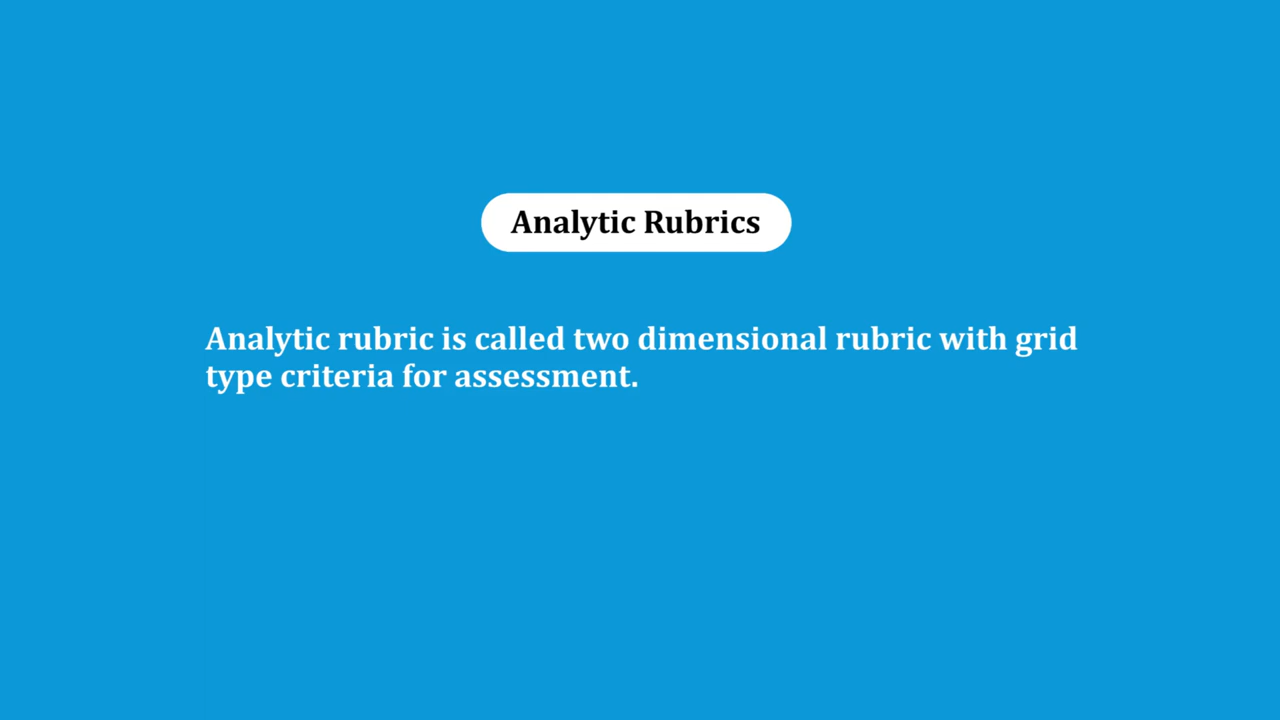 Analytic Rubrics
Analytic rubric is called two dimensional rubric with grid
type criteria for assessment.